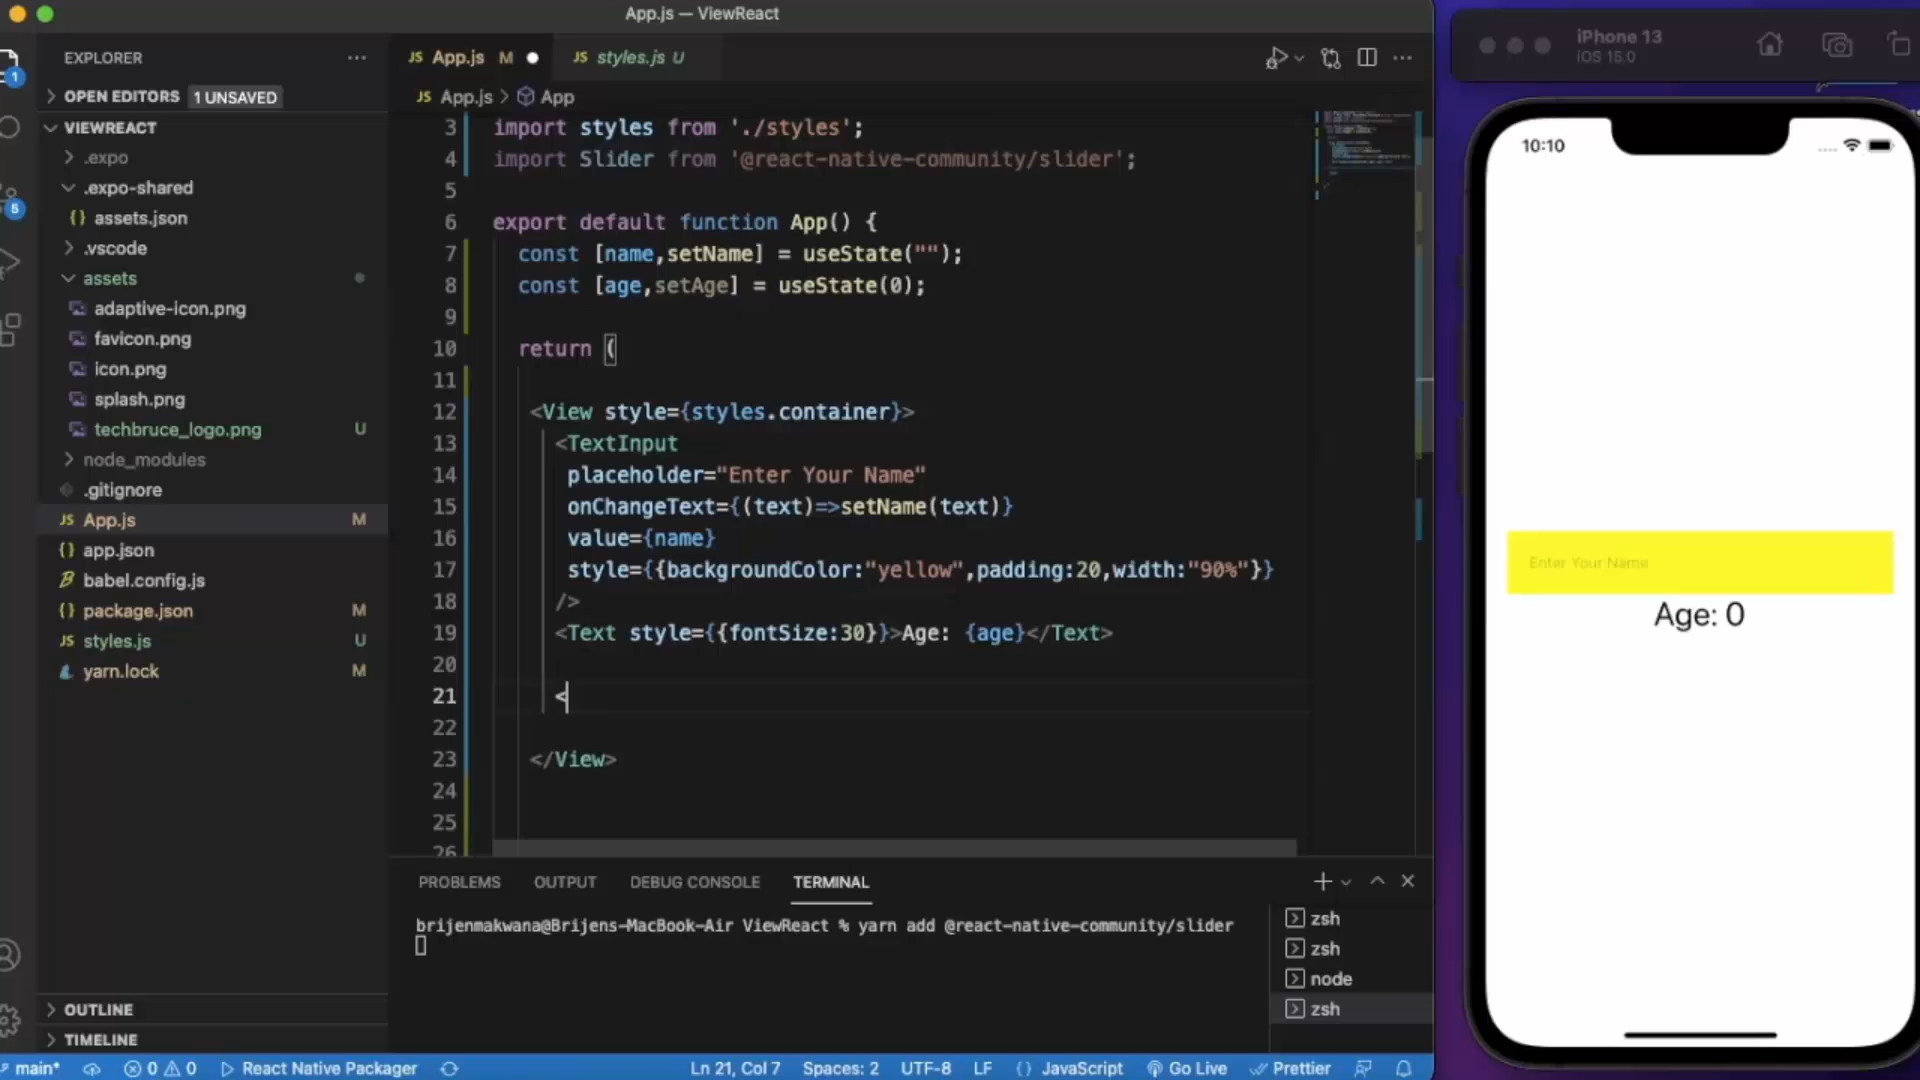 App.js — ViewReact
EXPLORER
OPEN EDITORS 1 UNSAVED
VIEWREACT
.expo
.expo-shared
{} assets.json
.vscode
assets
adaptive-icon.png
favicon.png
icon.png
splash.png
techbruce_logo.png U
node_modules
.gitignore
JS App.js M
{} app.json
babel.config.js
{} package.json M
JS styles.js U
yarn.lock M
OUTLINE
TIMELINE
1
5
JS App.js M
JS styles.js U
JS App.js > App
3 import styles from './styles';
4 import Slider from '@react-native-community/slider';
5
6 export default function App() {
7 const [name,setName] = useState("");
8 const [age,setAge] = useState(0);
9
10 return (
11
12 <View style={styles.container}>
13 <TextInput
14 placeholder="Enter Your Name"
15 onChangeText={(text)=>setName(text)}
16 value={name}
17 style={{backgroundColor:"yellow",padding:20,width:"90%"}}
18 />
19 <Text style={{fontSize:30}}>Age: {age}</Text>
20
21 <
22
23 </View>
24
25
26
PROBLEMS OUTPUT DEBUG CONSOLE TERMINAL
brijenmakwana@Brijens-MacBook-Air ViewReact % yarn add @react-native-community/slider
zsh
zsh
node
zsh
main* 0 0 React Native Packager Ln 21, Col 7 Spaces: 2 UTF-8 LF {} JavaScript Go Live Prettier
iPhone 13
iOS 15.0
10:10
Enter Your Name
Age: 0